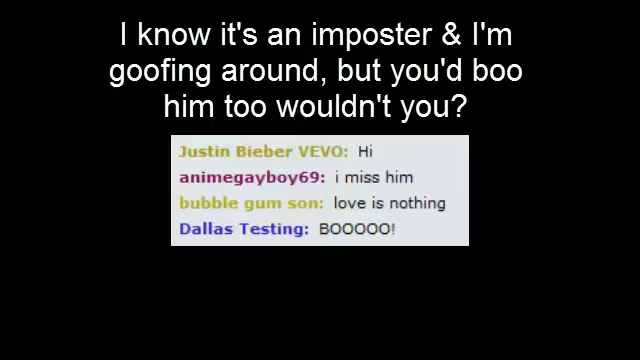 I know it's an imposter & I'm
goofing around, but you'd boo
him too wouldn't you?
Justin Bieber VEVO: Hi
animegayboy69: i miss him
bubble gum son: love is nothing
Dallas Testing: BOOOOO!